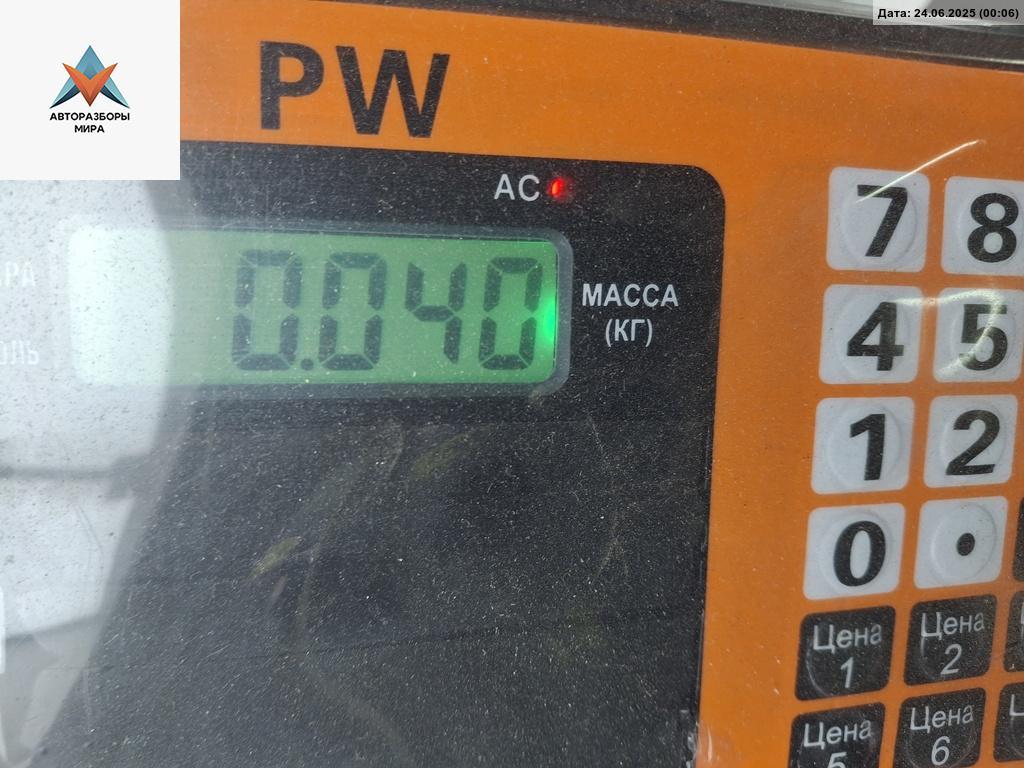 Дата: 24.06.2025 (00:06)
АВТОРАЗБОРЫ
МИРА
PW
AC
0.040
МАССА
(КГ)
7 8
4 5
1 2
0 .
Цена 1
Цена 2
Цена 5
Цена 6